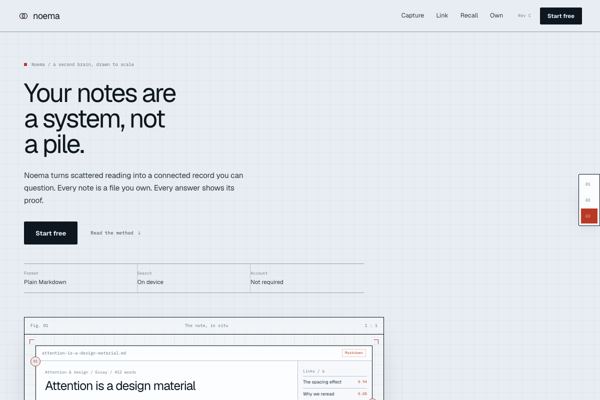 noema
Capture Link Recall Own Rev C Start free
Noema / a second brain, drawn to scale
Your notes are
a system, not
a pile.
Noema turns scattered reading into a connected record you can
question. Every note is a file you own. Every answer shows its
proof.
Start free Read the method ↓
Format Search Account
Plain Markdown On device Not required
Fig. 01 The note, in situ 1 : 1
attention-is-a-design-material.md Markdown
Attention & design / Essay / 412 words
Attention is a design material
Links / 6
The spacing effect 0.94
Why we reread 0.88
01